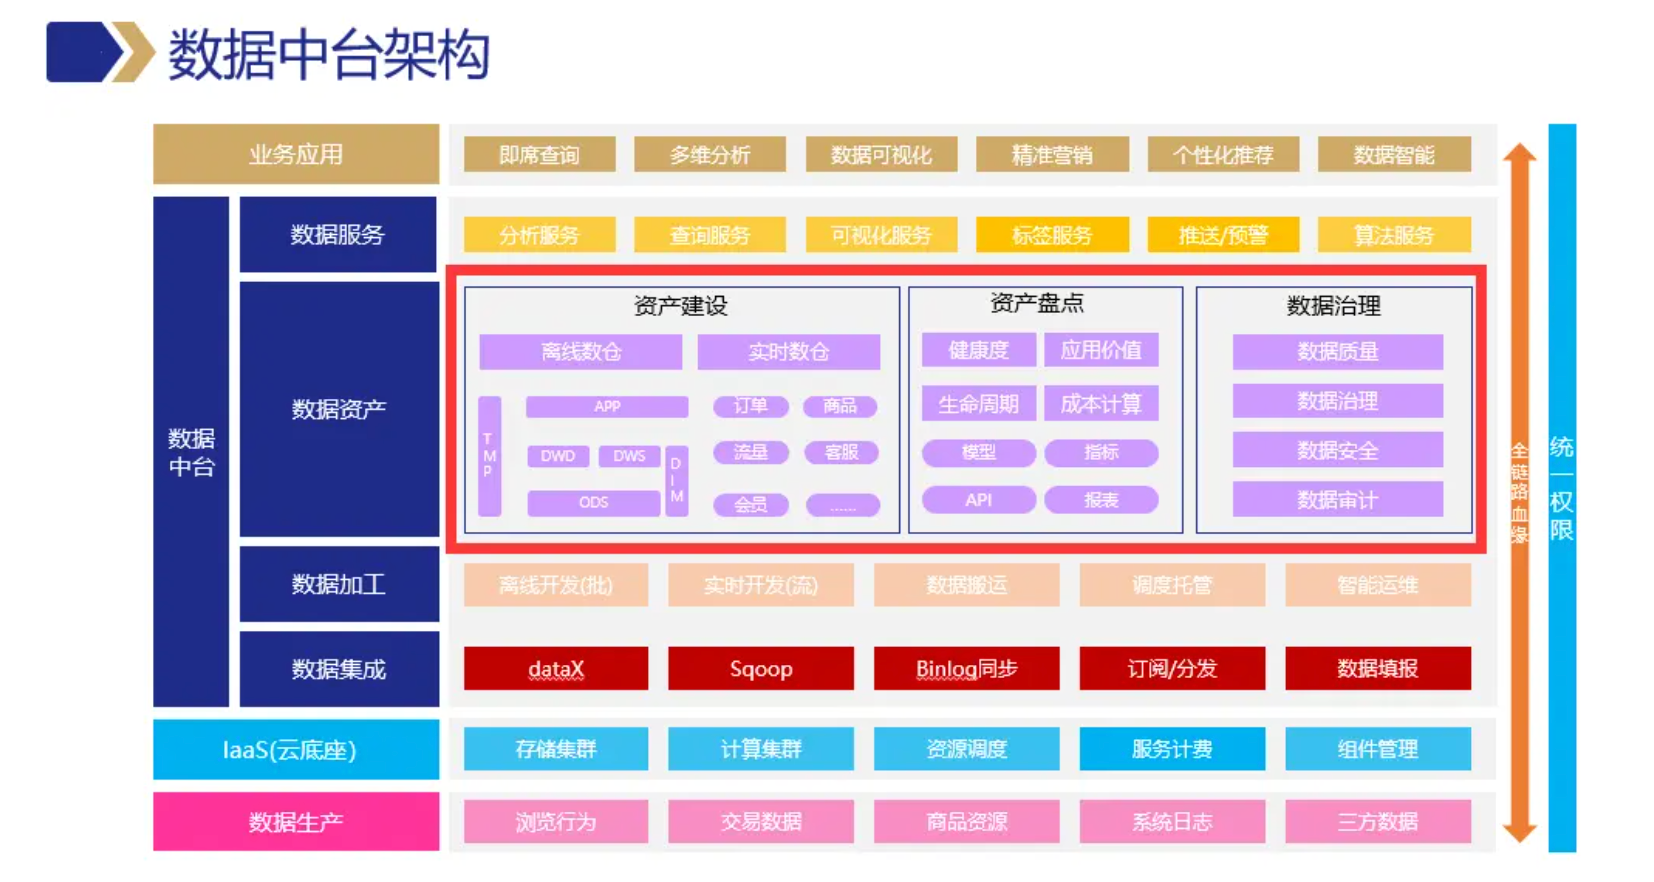 数据中台架构
业务应用
即席查询
多维分析
数据可视化
精准营销
个性化推荐
数据智能
数据
中台
数据服务
分析服务
查询服务
可视化服务
标签服务
推送/预警
算法服务
数据资产
资产建设
离线数仓
实时数仓
TMP
APP
DWD
DWS
DIM
ODS
订单
商品
流量
客服
会员
......
资产盘点
健康度
应用价值
生命周期
成本计算
模型
指标
API
报表
数据治理
数据质量
数据治理
数据安全
数据审计
数据加工
离线开发(批)
实时开发(流)
数据搬运
调度托管
智能运维
数据集成
dataX
Sqoop
Binlog同步
订阅/分发
数据填报
IaaS(云底座)
存储集群
计算集群
资源调度
服务计费
组件管理
数据生产
浏览行为
交易数据
商品资源
系统日志
三方数据
全链路血缘
统一权限